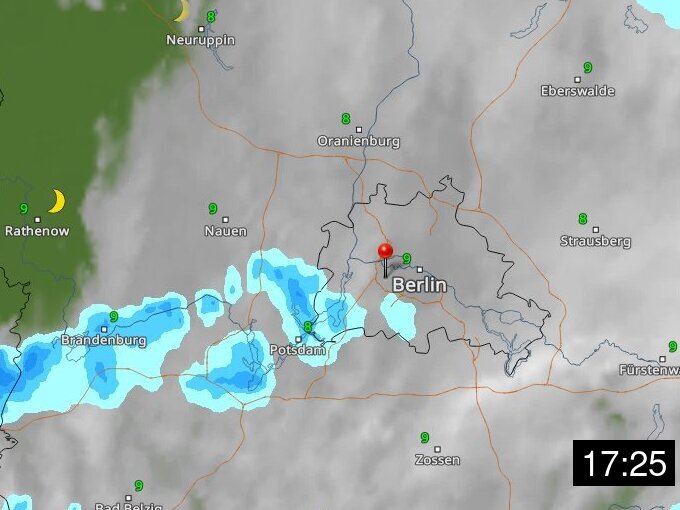 8
Neuruppin
9
Eberswalde
8
Oranienburg
9
Rathenow
9
Nauen
8
Strausberg
9
Berlin
9
Brandenburg
8
Potsdam
9
Fürstenwa
9
Zossen
17:25
9
Bad Belzig